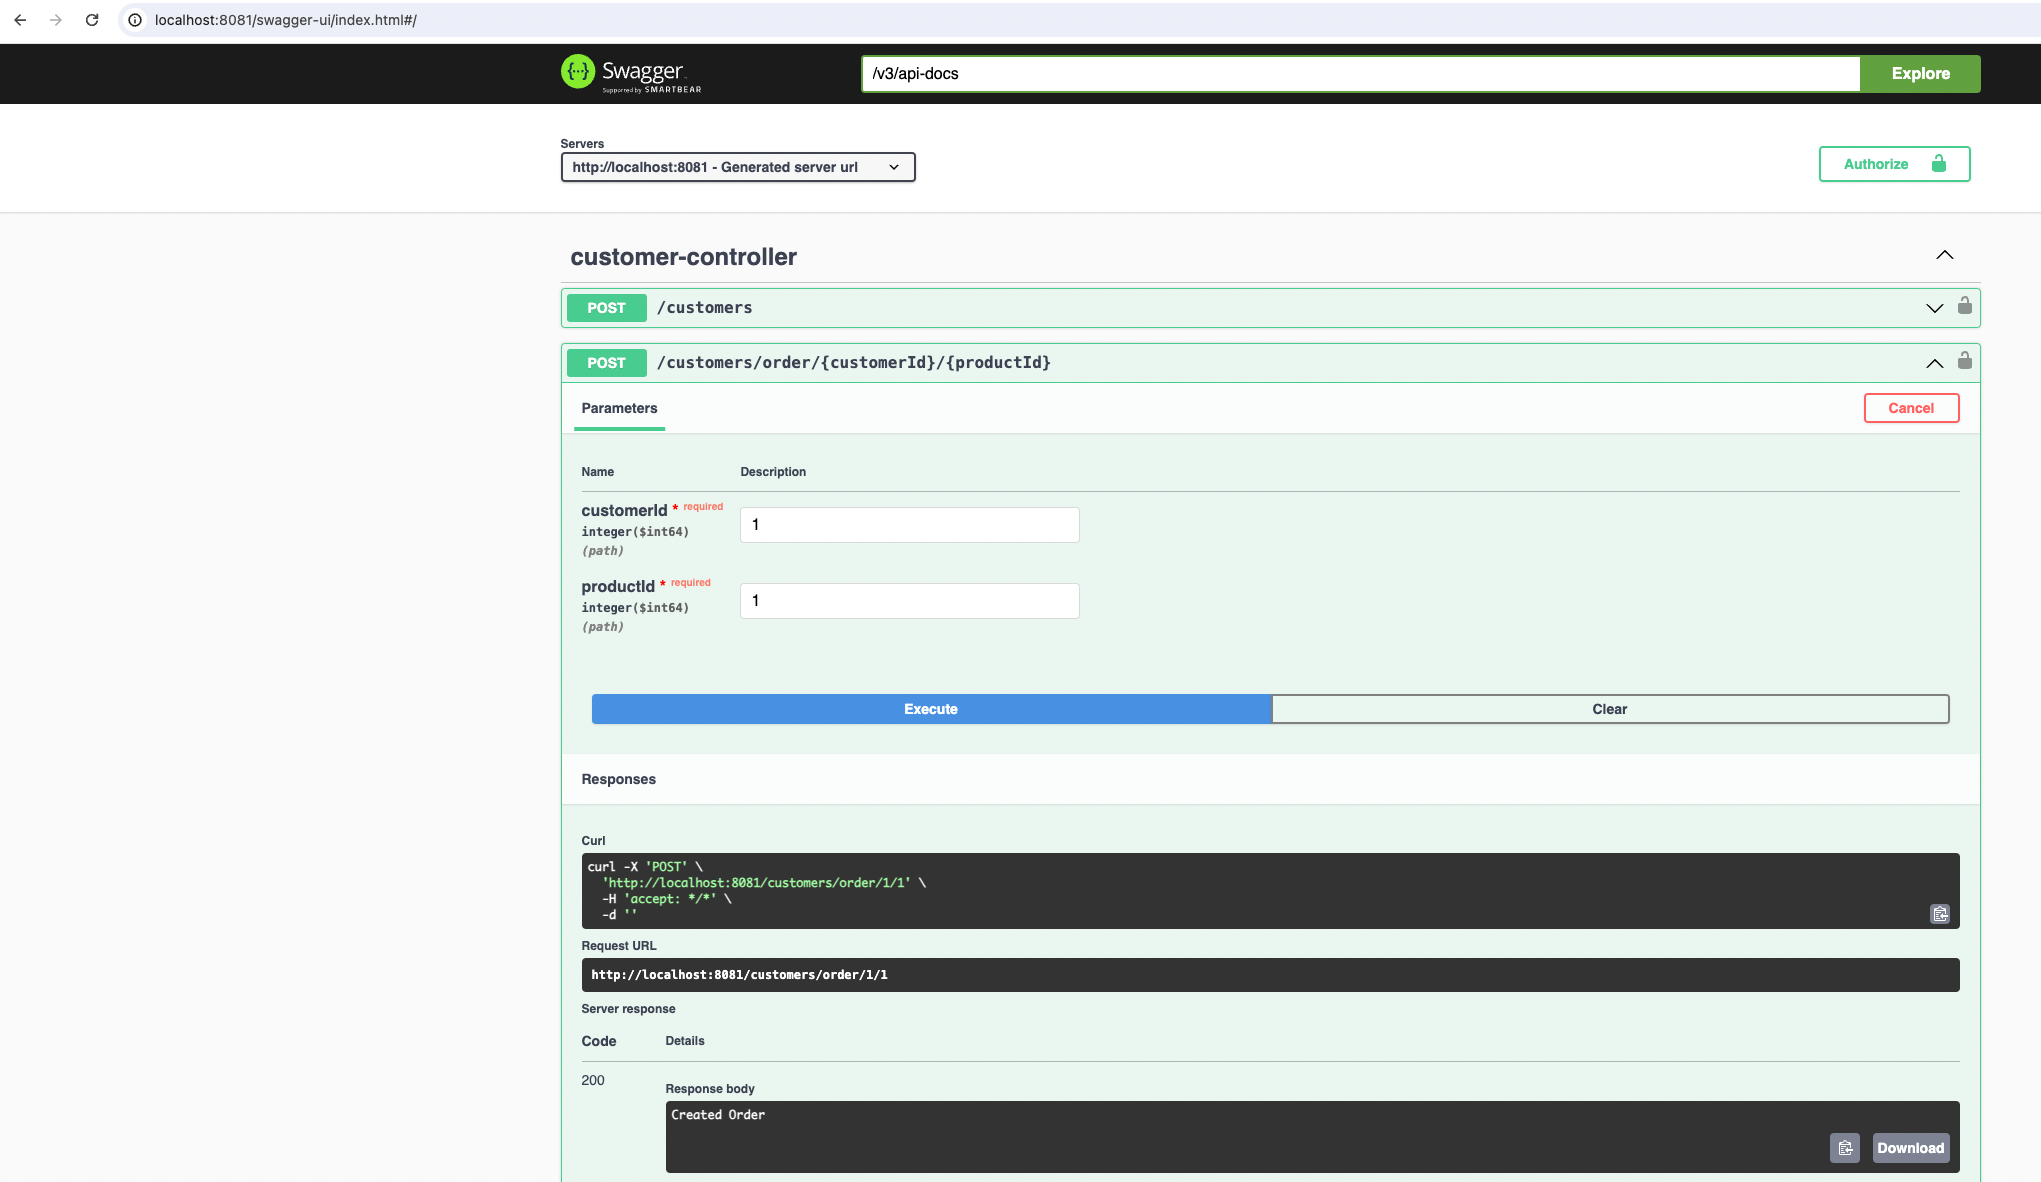 localhost:8081/swagger-ui/index.html#/
Swagger
Supported by SMARTBEAR
/v3/api-docs
Explore
Servers
http://localhost:8081 - Generated server url
Authorize
customer-controller
POST /customers
POST /customers/order/{customerId}/{productId}
Parameters
Cancel
Name Description
customerId * required
integer($int64)
(path)
1
productId * required
integer($int64)
(path)
1
Execute Clear
Responses
Curl
curl -X 'POST' \
'http://localhost:8081/customers/order/1/1' \
-H 'accept: */*' \
-d ''
Request URL
http://localhost:8081/customers/order/1/1
Server response
Code Details
200
Response body
Created Order
Download